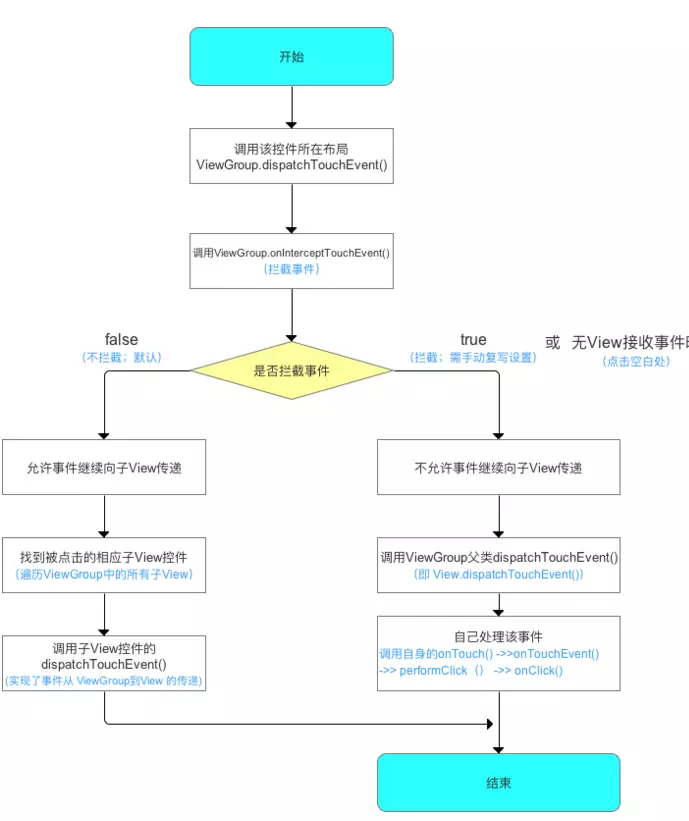 开始
调用该控件所在布局
ViewGroup.dispatchTouchEvent()
调用ViewGroup.onInterceptTouchEvent()
（拦截事件）
false
（不拦截；默认）
true
（拦截；需手动复写设置）
或 无View接收事件
（点击空白处）
是否拦截事件
允许事件继续向子View传递
不允许事件继续向子View传递
找到被点击的相应子View控件
（遍历ViewGroup中的所有子View）
调用ViewGroup父类dispatchTouchEvent()
（即 View.dispatchTouchEvent()）
调用子View控件的
dispatchTouchEvent()
(实现了事件从 ViewGroup到View 的传递)
自己处理该事件
调用自身的onTouch() ->>onTouchEvent()
->> performClick（） ->> onClick()
结束